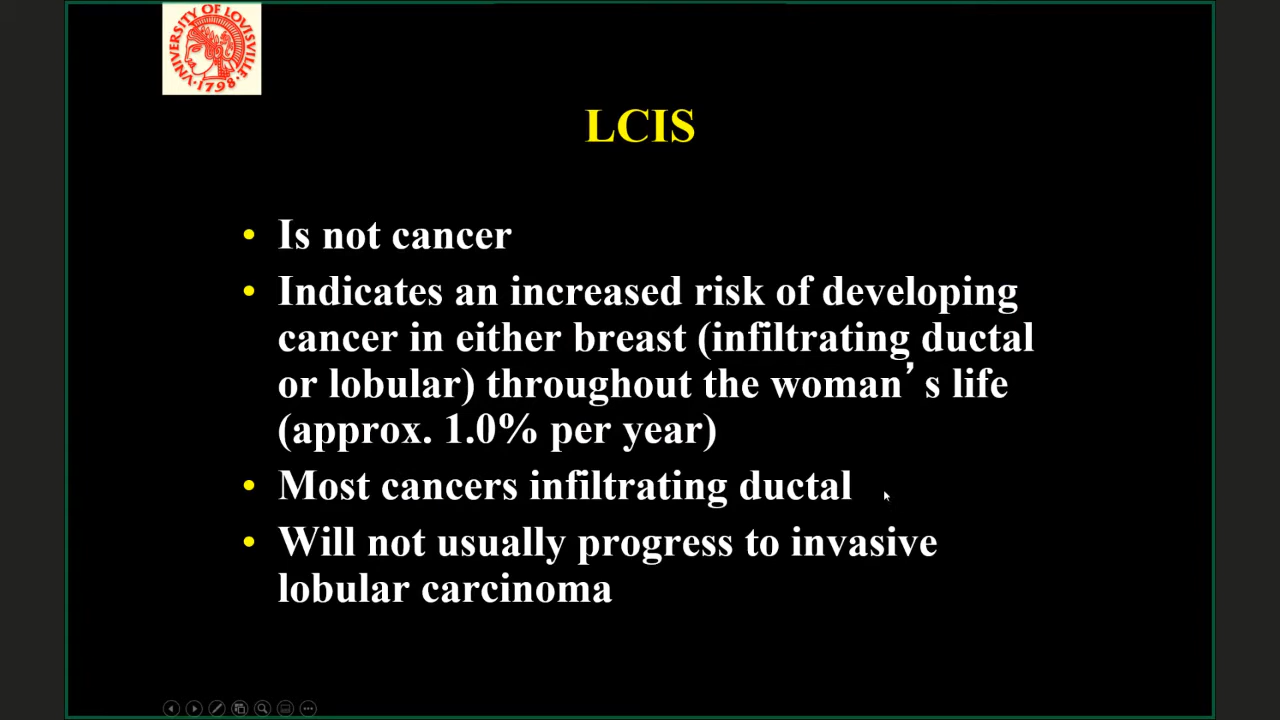 VNIVERSITY OF LOVISVILLE
1798
LCIS
• Is not cancer
• Indicates an increased risk of developing
cancer in either breast (infiltrating ductal
or lobular) throughout the woman’s life
(approx. 1.0% per year)
• Most cancers infiltrating ductal
• Will not usually progress to invasive
lobular carcinoma